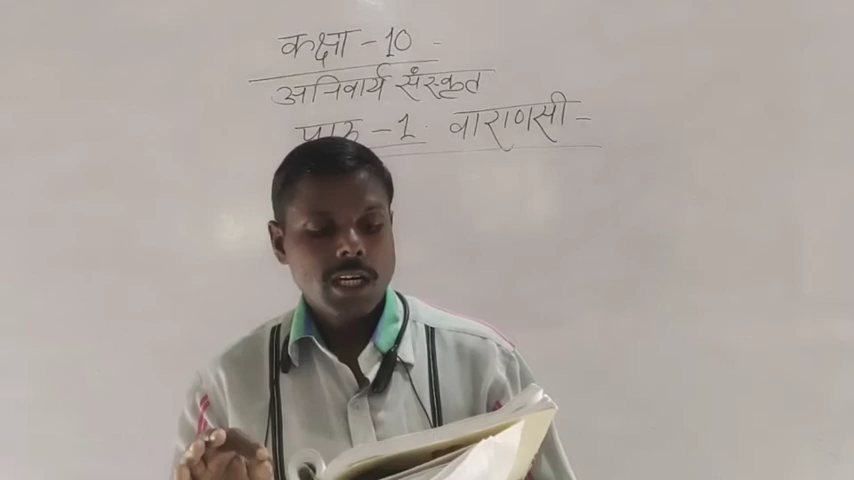 कक्षा - 10 -
अनिवार्य संस्कृत
पाठ - 1. वाराणसी -